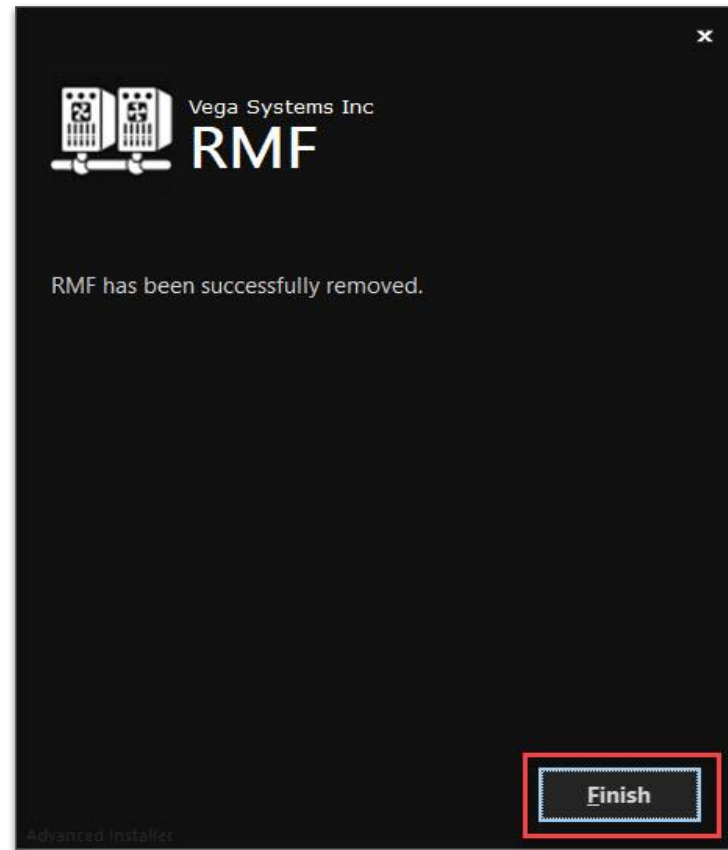 Vega Systems Inc
RMF
RMF has been successfully removed.
Finish
Advanced Installer